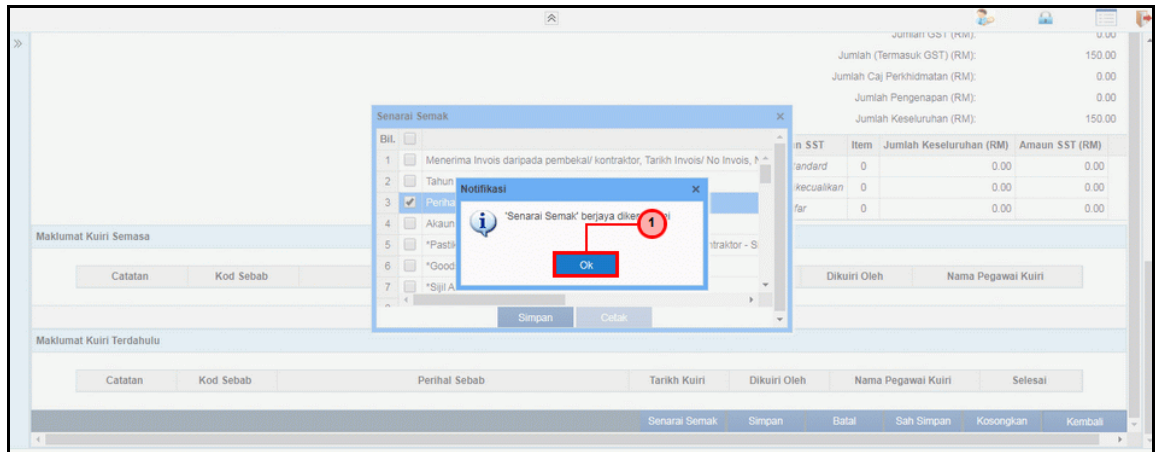 Jumlah GST (RM): 0.00
Jumlah (Termasuk GST) (RM): 150.00
Jumlah Caj Perkhidmatan (RM): 0.00
Jumlah Pengenapan (RM): 0.00
Jumlah Keseluruhan (RM): 150.00
n SST Item Jumlah Keseluruhan (RM) Amaun SST (RM)
tandard 0 0.00 0.00
kecualikan 0 0.00 0.00
far 0 0.00 0.00
Senarai Semak
Bil.
1 Menerima Invois daripada pembekal/ kontraktor, Tarikh Invois/ No Invois,
2 Tahun
3 Periha
4 Akaun
5 *Pastik ntraktor - S
6 *Good
7 *Sijil A
Simpan Cetak
Notifikasi
'Senarai Semak' berjaya
1
Ok
Maklumat Kuiri Semasa
Catatan Kod Sebab Dikuiri Oleh Nama Pegawai Kuiri
Maklumat Kuiri Terdahulu
Catatan Kod Sebab Perihal Sebab Tarikh Kuiri Dikuiri Oleh Nama Pegawai Kuiri Selesai
Senarai Semak Simpan Batal Sah Simpan Kosongkan Kembali